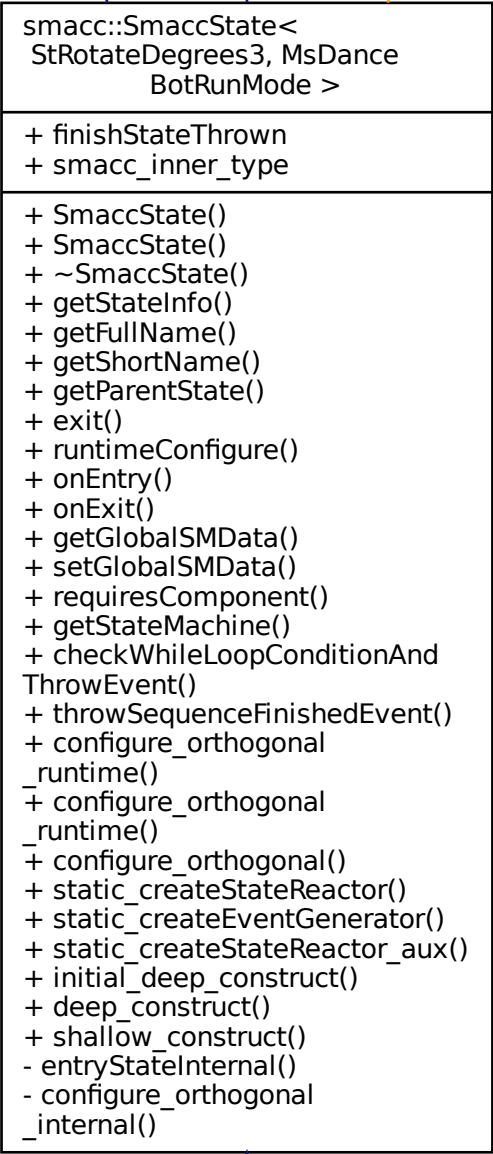 smacc::SmaccState<
StRotateDegrees3, MsDance
BotRunMode >
+ finishStateThrown
+ smacc_inner_type
+ SmaccState()
+ SmaccState()
+ ~SmaccState()
+ getStateInfo()
+ getFullName()
+ getShortName()
+ getParentState()
+ exit()
+ runtimeConfigure()
+ onEntry()
+ onExit()
+ getGlobalSMData()
+ setGlobalSMData()
+ requiresComponent()
+ getStateMachine()
+ checkWhileLoopConditionAnd
ThrowEvent()
+ throwSequenceFinishedEvent()
+ configure_orthogonal
_runtime()
+ configure_orthogonal
_runtime()
+ configure_orthogonal()
+ static_createStateReactor()
+ static_createEventGenerator()
+ static_createStateReactor_aux()
+ initial_deep_construct()
+ deep_construct()
+ shallow_construct()
- entryStateInternal()
- configure_orthogonal
_internal()